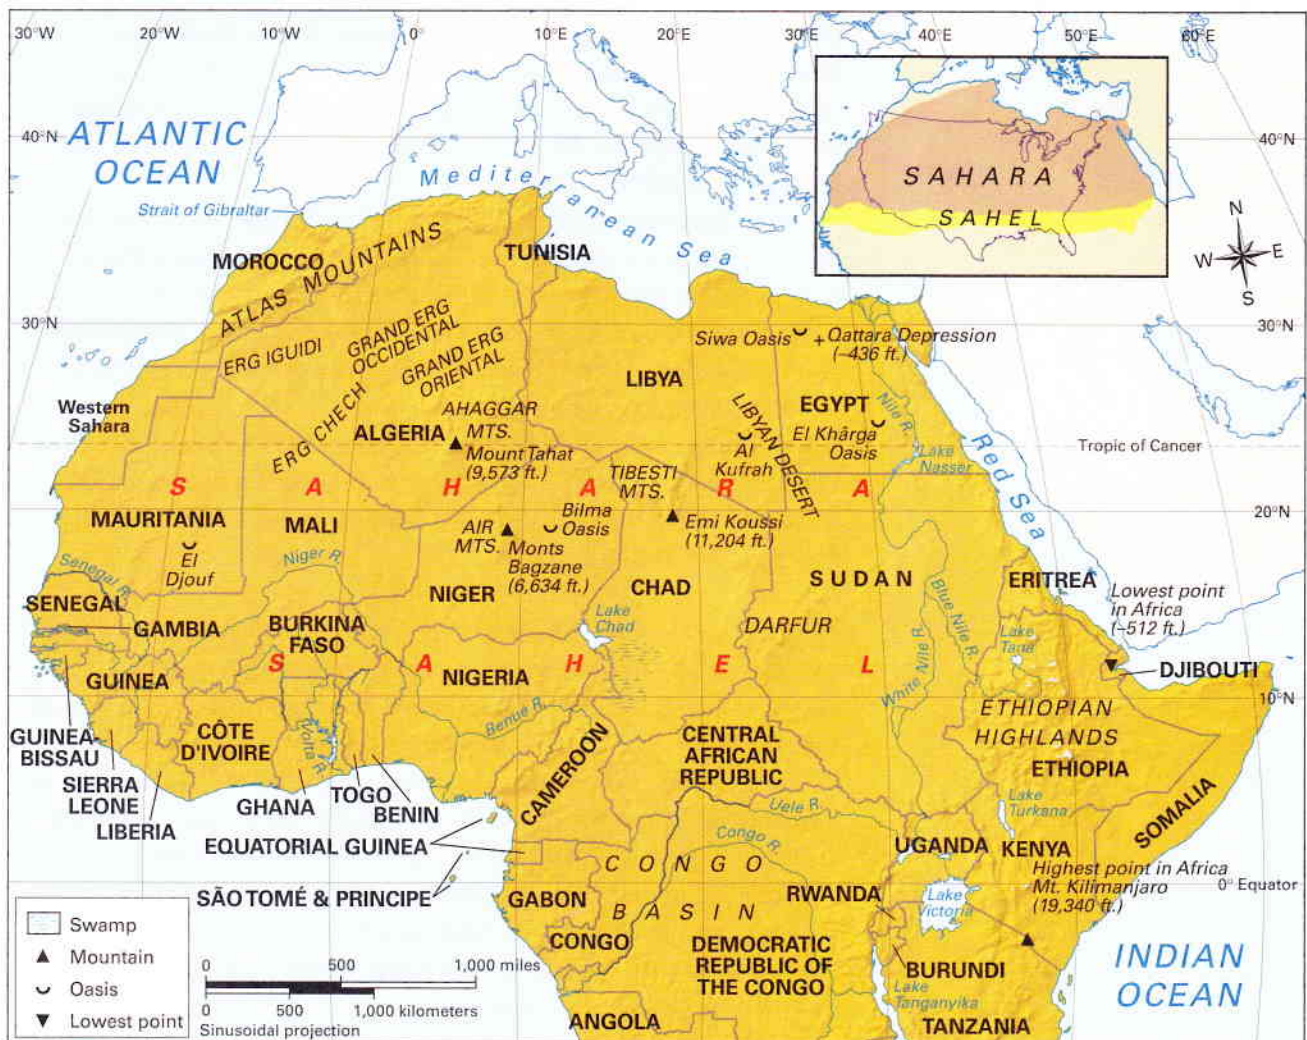 30°W
20°W
10°W
0°
10°E
20°E
30°E
40°E
50°E
60°E
40°N
40°N
ATLANTIC
OCEAN
Strait of Gibraltar
Mediterranean Sea
SAHARA
SAHEL
N
W
E
S
MOROCCO
ATLAS MOUNTAINS
TUNISIA
30°N
30°N
ERG IGUIDI
GRAND ERG
OCCIDENTAL
GRAND ERG
ORIENTAL
Siwa Oasis
Qattara Depression
(–436 ft.)
LIBYA
EGYPT
Nile R.
Western
Sahara
ERG CHECH
ALGERIA
AHAGGAR
MTS.
Mount Tahat
(9,573 ft.)
LIBYAN DESERT
Al
Kufrah
El Khârga
Oasis
Lake
Nasser
Red Sea
Tropic of Cancer
S A H A R A
TIBESTI
MTS.
MAURITANIA
MALI
AIR
MTS.
Monts
Bagzane
(6,634 ft.)
Bilma
Oasis
Emi Koussi
(11,204 ft.)
20°N
20°N
El
Djouf
Senegal R.
Niger R.
NIGER
CHAD
SUDAN
ERITREA
Lowest point
in Africa
(–512 ft.)
SENEGAL
GAMBIA
BURKINA
FASO
Lake
Chad
DARFUR
Blue Nile R.
White Nile R.
Lake
Tana
DJIBOUTI
S A H E L
GUINEA
NIGERIA
Benue R.
10°N
10°N
ETHIOPIAN
HIGHLANDS
ETHIOPIA
SOMALIA
GUINEA-
BISSAU
SIERRA
LEONE
LIBERIA
CÔTE
D'IVOIRE
Volta R.
GHANA
TOGO
BENIN
CAMEROON
CENTRAL
AFRICAN
REPUBLIC
Uele R.
Congo R.
Lake
Turkana
EQUATORIAL GUINEA
SÃO TOMÉ & PRINCIPE
CONGO
BASIN
UGANDA
KENYA
Highest point in Africa
Mt. Kilimanjaro
(19,340 ft.)
0° Equator
GABON
CONGO
RWANDA
Lake
Victoria
DEMOCRATIC
REPUBLIC OF
THE CONGO
BURUNDI
Lake
Tanganyika
TANZANIA
ANGOLA
INDIAN
OCEAN
Swamp
Mountain
Oasis
Lowest point
0 500 1,000 miles
0 500 1,000 kilometers
Sinusoidal projection